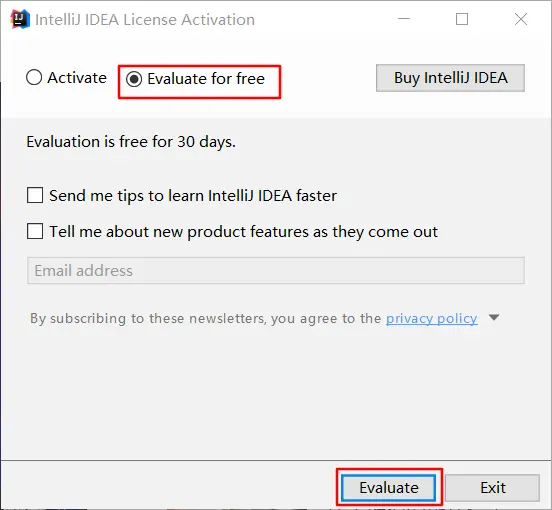 IntelliJ IDEA License Activation
Activate
Evaluate for free
Buy IntelliJ IDEA
Evaluation is free for 30 days.
Send me tips to learn IntelliJ IDEA faster
Tell me about new product features as they come out
Email address
By subscribing to these newsletters, you agree to the privacy policy
Evaluate
Exit